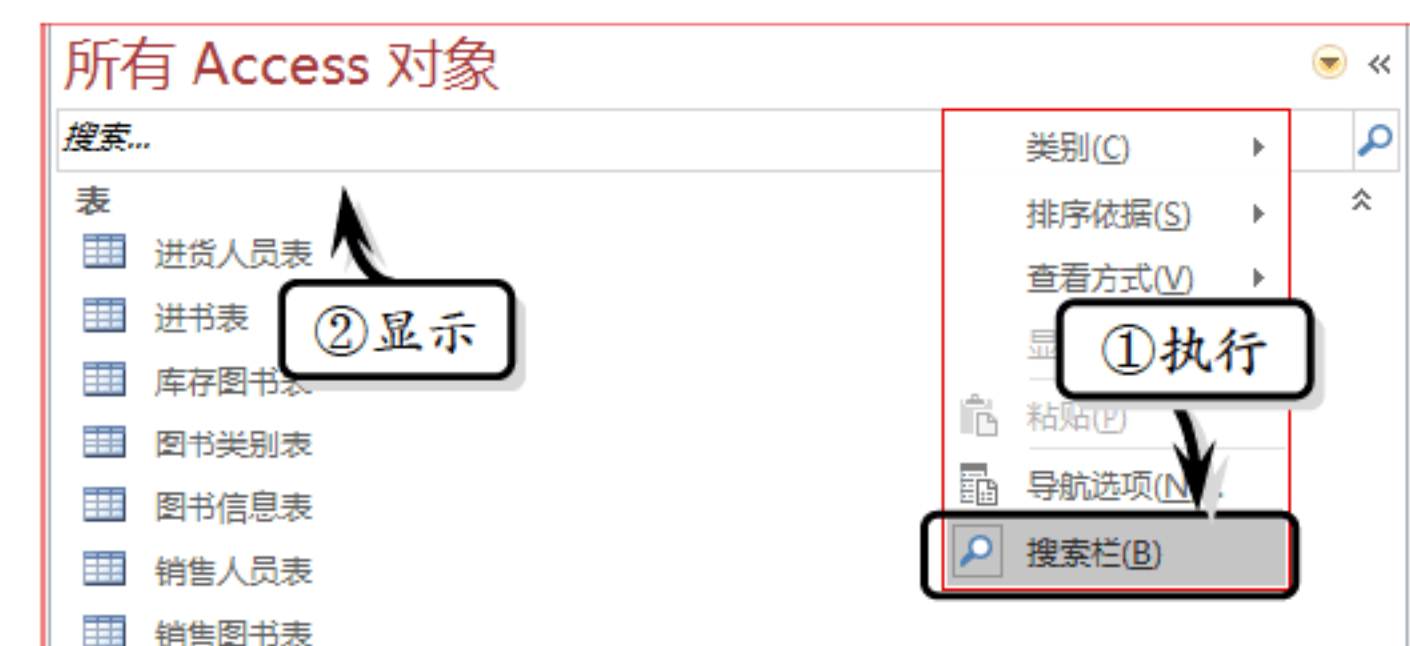 所有 Access 对象
搜索...
类别(C)
表
排序依据(S)
进货人员表
查看方式(V)
进书表
②显示
显
①执行
库存图书表
粘贴(P)
图书类别表
导航选项(N)...
图书信息表
搜索栏(B)
销售人员表
销售图书表